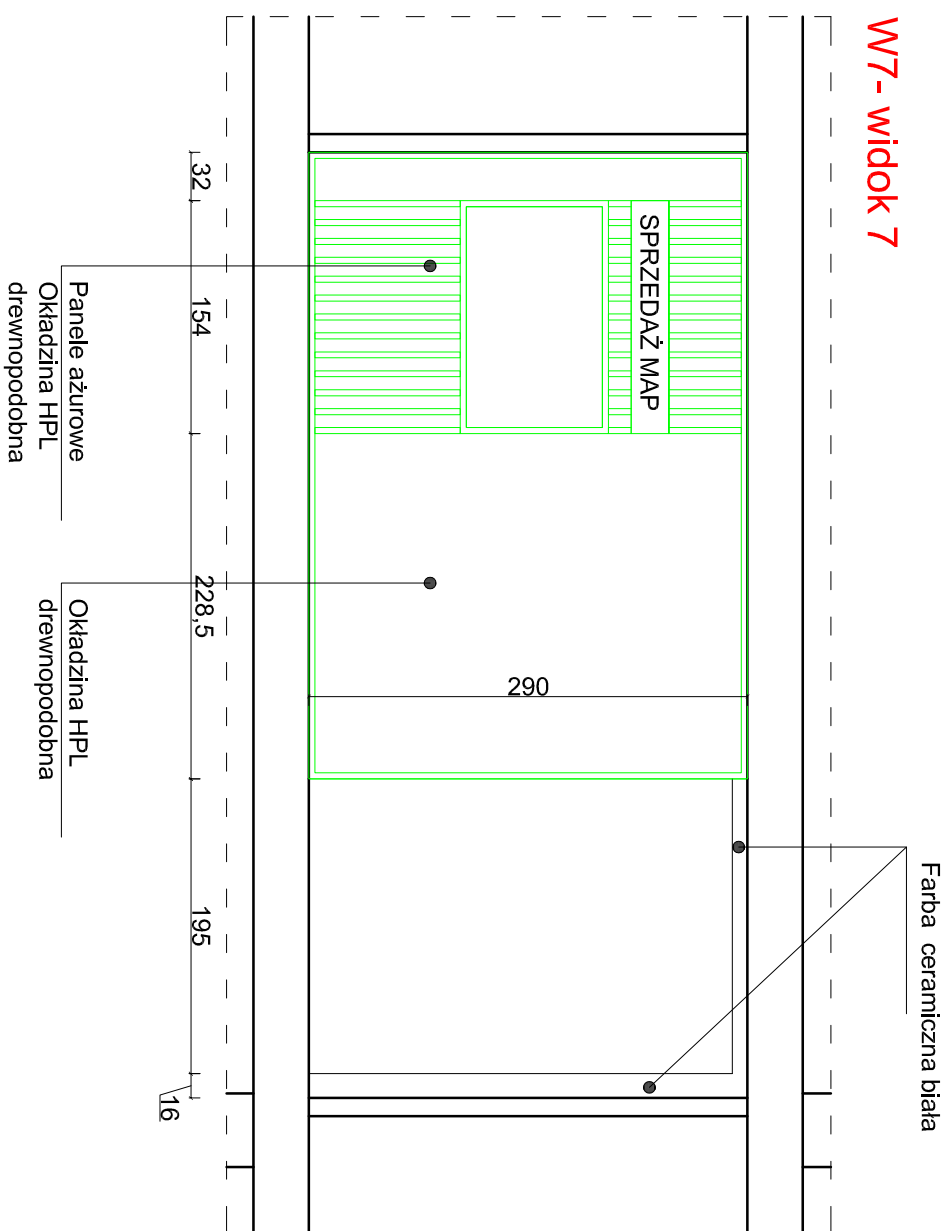 W7- widok 7
Farba ceramiczna biała
SPRZEDAŻ MAP
290
32
154
228,5
195
16
Panele ażurowe
Okładzina HPL
drewnopodobna
Okładzina HPL
drewnopodobna